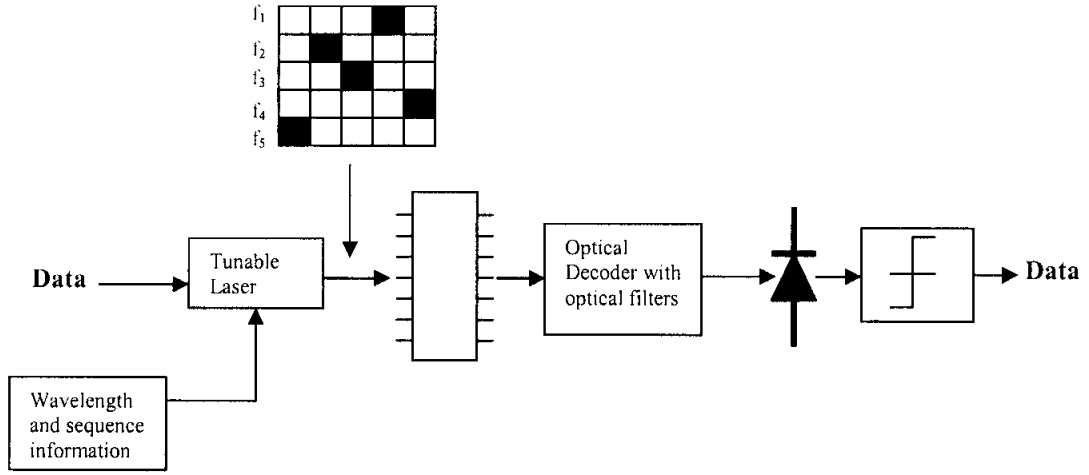 f₁
f₂
f₃
f₄
f₅
Data
Tunable
Laser
Optical
Decoder with
optical filters
Data
Wavelength
and sequence
information